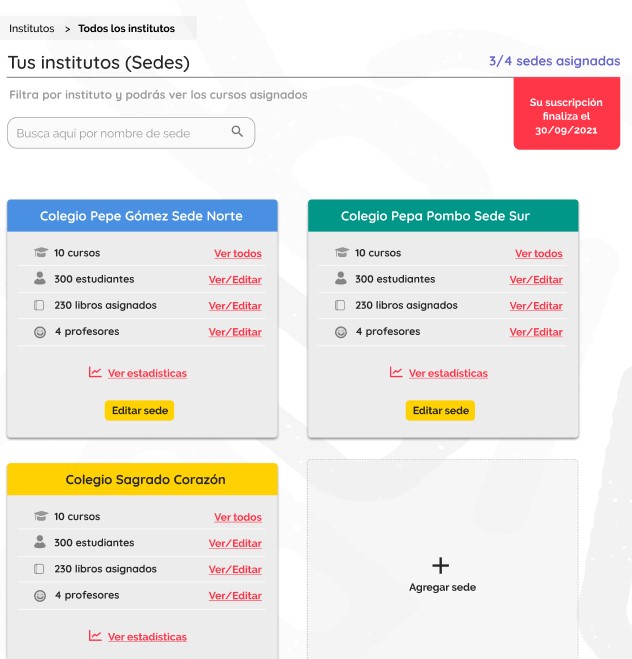 Institutos > Todos los institutos
Tus institutos (Sedes)
3/4 sedes asignadas
Filtra por instituto y podrás ver los cursos asignados
Su suscripción
finaliza el
30/09/2021
Busca aquí por nombre de sede
Colegio Pepe Gómez Sede Norte
10 cursos Ver todos
300 estudiantes Ver/Editar
230 libros asignados Ver/Editar
4 profesores Ver/Editar
Ver estadísticas
Editar sede
Colegio Pepa Pombo Sede Sur
10 cursos Ver todos
300 estudiantes Ver/Editar
230 libros asignados Ver/Editar
4 profesores Ver/Editar
Ver estadísticas
Editar sede
Colegio Sagrado Corazón
10 cursos Ver todos
300 estudiantes Ver/Editar
230 libros asignados Ver/Editar
4 profesores Ver/Editar
Ver estadísticas
+
Agregar sede